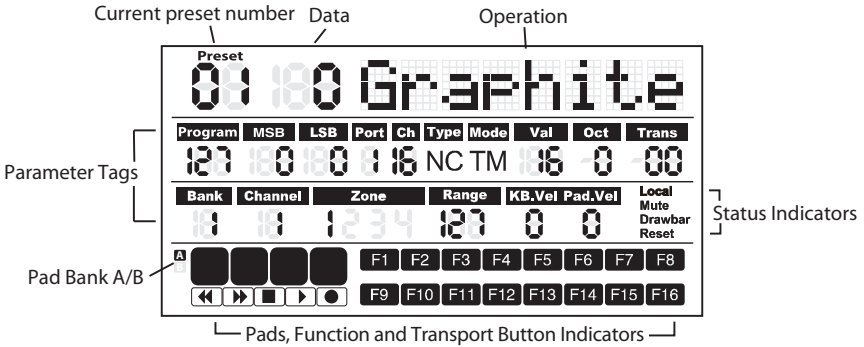 Current preset number Data Operation
Preset
01 0 Graphite
Program MSB LSB Port Ch Type Mode Val Oct Trans
127 0 0 1 16 NC TM 16 -0 -00
Parameter Tags
Bank Channel Zone Range KB.Vel Pad.Vel Local
Mute
Drawbar
Reset
1 1 1 2 3 4 127 0 0
Status Indicators
A
B
Pad Bank A/B
F1 F2 F3 F4 F5 F6 F7 F8
F9 F10 F11 F12 F13 F14 F15 F16
Pads, Function and Transport Button Indicators